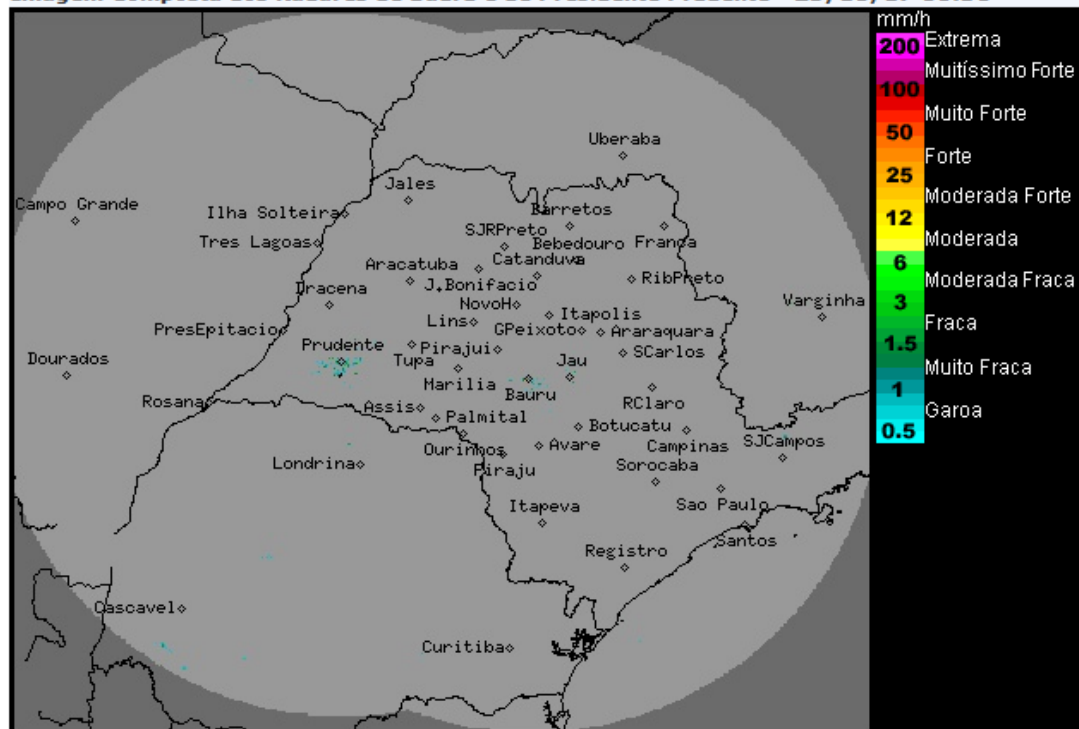 mm/h
200 Extrema
Muitíssimo Forte
100
Muito Forte
50
Forte
25
Moderada Forte
12
Moderada
6
Moderada Fraca
3
Fraca
1.5
Muito Fraca
1
Garoa
0.5
Uberaba
Jales
Campo Grande
Ilha Solteira
Barretos
Tres Lagoas
SJRPreto
Bebedouro
Franca
Aracatuba
Catanduva
RibPreto
Dracena
J.Bonifacio
NovoH
Itapolis
Varginha
PresEpitacio
Lins
GPeixoto
Araraquara
Prudente
Tupa
Pirajui
SCarlos
Dourados
Marilia
Jau
Bauru
Rosana
Assis
RClaro
Palmital
Botucatu
Ourinhos
Avare
Campinas
SJCampos
Londrina
Piraju
Sorocaba
Itapeva
Sao Paulo
Santos
Registro
Cascavel
Curitiba